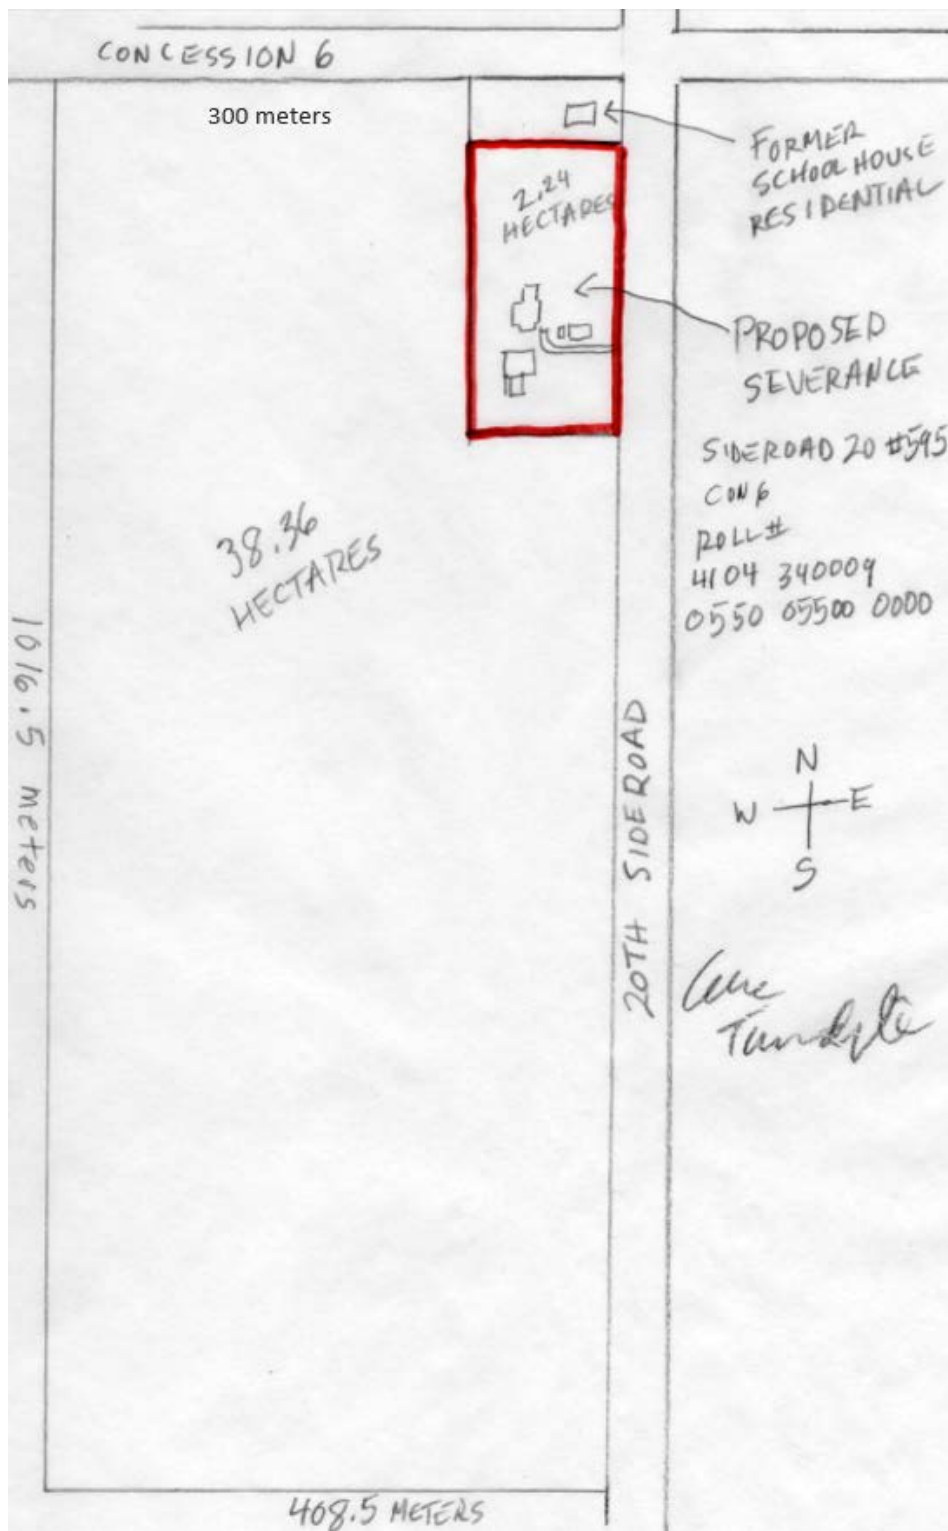 CONCESSION 6
300 meters
FORMER
SCHOOL HOUSE
RESIDENTIAL
2.24
HECTARES
PROPOSED
SEVERANCE
SIDEROAD 20 #595
CON 6
ROLL #
4104 340009
0550 05500 0000
38.36
HECTARES
1016.5 meters
20TH SIDEROAD
N
W E
S
408.5 METERS